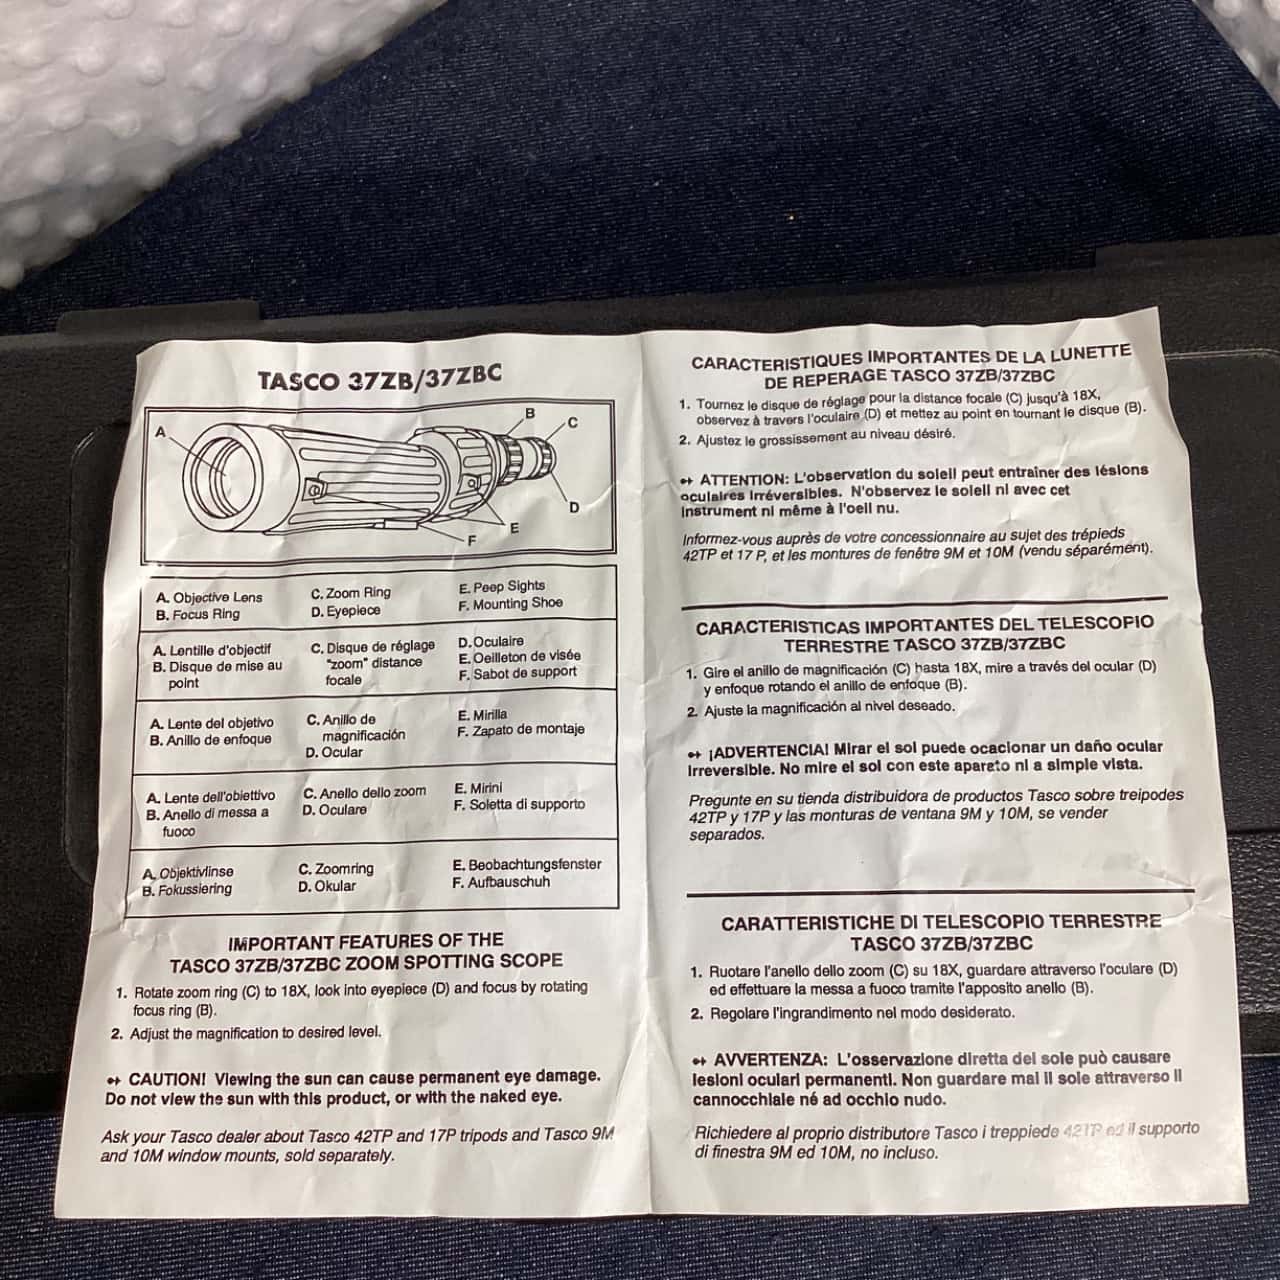 TASCO 37ZB/37ZBC
A
B
C
D
E
F
A. Objective Lens
B. Focus Ring
C. Zoom Ring
D. Eyepiece
E. Peep Sights
F. Mounting Shoe
A. Lentille d'objectif
B. Disque de mise au
point
C. Disque de réglage
"zoom" distance
focale
D. Oculaire
E. Oeilleton de visée
F. Sabot de support
A. Lente del objetivo
B. Anillo de enfoque
C. Anillo de
magnificación
D. Ocular
E. Mirilla
F. Zapato de montaje
A. Lente dell'obiettivo
B. Anello di messa a
fuoco
C. Anello dello zoom
D. Oculare
E. Mirini
F. Soletta di supporto
A. Objektivlinse
B. Fokussiering
C. Zoomring
D. Okular
E. Beobachtungsfenster
F. Aufbauschuh
IMPORTANT FEATURES OF THE
TASCO 37ZB/37ZBC ZOOM SPOTTING SCOPE
1. Rotate zoom ring (C) to 18X, look into eyepiece (D) and focus by rotating
focus ring (B).
2. Adjust the magnification to desired level.
➻ CAUTION! Viewing the sun can cause permanent eye damage.
Do not view the sun with this product, or with the naked eye.
Ask your Tasco dealer about Tasco 42TP and 17P tripods and Tasco 9M
and 10M window mounts, sold separately.
CARACTERISTIQUES IMPORTANTES DE LA LUNETTE
DE REPERAGE TASCO 37ZB/37ZBC
1. Tournez le disque de réglage pour la distance focale (C) jusqu'à 18X,
observez à travers l'oculaire (D) et mettez au point en tournant le disque (B).
2. Ajustez le grossissement au niveau désiré.
➻ ATTENTION: L'observation du soleil peut entraîner des lésions
oculaires irréversibles. N'observez le soleil ni avec cet
instrument ni même à l'oeil nu.
Informez-vous auprès de votre concessionnaire au sujet des trépieds
42TP et 17 P, et les montures de fenêtre 9M et 10M (vendu séparément).
CARACTERISTICAS IMPORTANTES DEL TELESCOPIO
TERRESTRE TASCO 37ZB/37ZBC
1. Gire el anillo de magnificación (C) hasta 18X, mire a través del ocular (D)
y enfoque rotando el anillo de enfoque (B).
2. Ajuste la magnificación al nivel deseado.
➻ ¡ADVERTENCIA! Mirar el sol puede ocacionar un daño ocular
irreversible. No mire el sol con este aparato ni a simple vista.
Pregunte en su tienda distribuidora de productos Tasco sobre treipodes
42TP y 17P y las monturas de ventana 9M y 10M, se vender
separados.
CARATTERISTICHE DI TELESCOPIO TERRESTRE
TASCO 37ZB/37ZBC
1. Ruotare l'anello dello zoom (C) su 18X, guardare attraverso l'oculare (D)
ed effettuare la messa a fuoco tramite l'apposito anello (B).
2. Regolare l'ingrandimento nel modo desiderato.
➻ AVVERTENZA: L'osservazione diretta del sole può causare
lesioni oculari permanenti. Non guardare mai il sole attraverso il
cannocchiale né ad occhio nudo.
Richiedere al proprio distributore Tasco i treppiede 42TP ed il supporto
di finestra 9M ed 10M, no incluso.